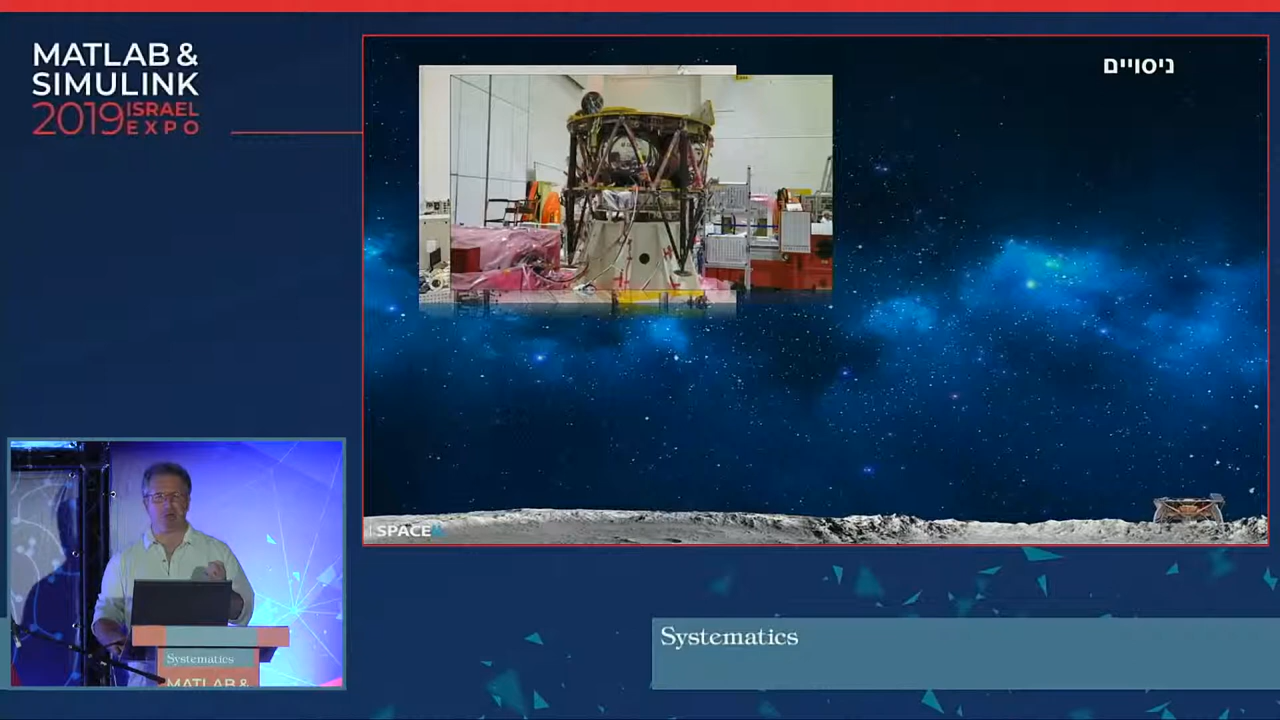 MATLAB &
SIMULINK
2019 ISRAEL
EXPO
ניסויים
SPACE
Systematics
Systematics
MATLAB &